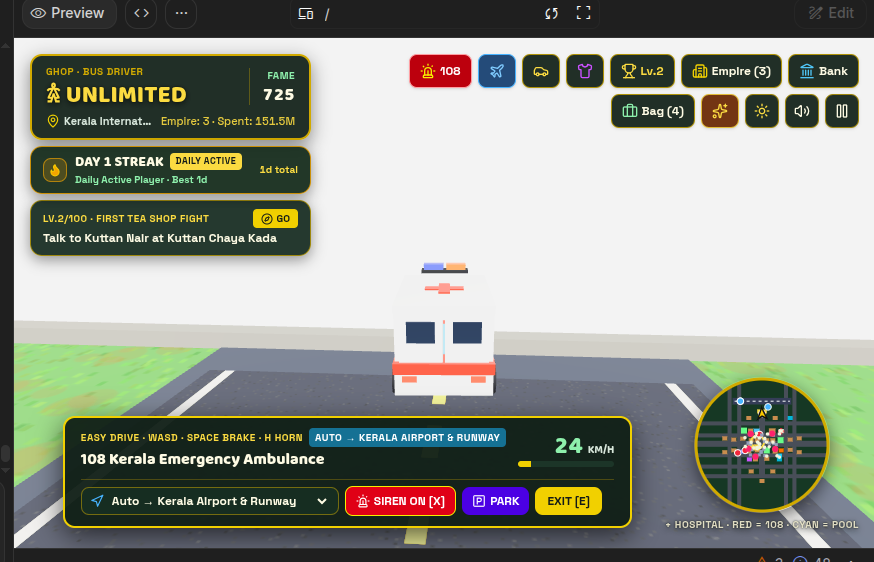 Preview
/
Edit
GHOP · BUS DRIVER
UNLIMITED
FAME
725
Kerala Internat...
Empire: 3 · Spent: 151.5M
108
Lv.2
Empire (3)
Bank
Bag (4)
DAY 1 STREAK
DAILY ACTIVE
Daily Active Player · Best 1d
1d total
LV.2/100 · FIRST TEA SHOP FIGHT
GO
Talk to Kuttan Nair at Kuttan Chaya Kada
EASY DRIVE · WASD · SPACE BRAKE · H HORN
AUTO → KERALA AIRPORT & RUNWAY
108 Kerala Emergency Ambulance
24 KM/H
Auto → Kerala Airport & Runway
SIREN ON [X]
PARK
EXIT [E]
+ HOSPITAL · RED = 108 · CYAN = POOL